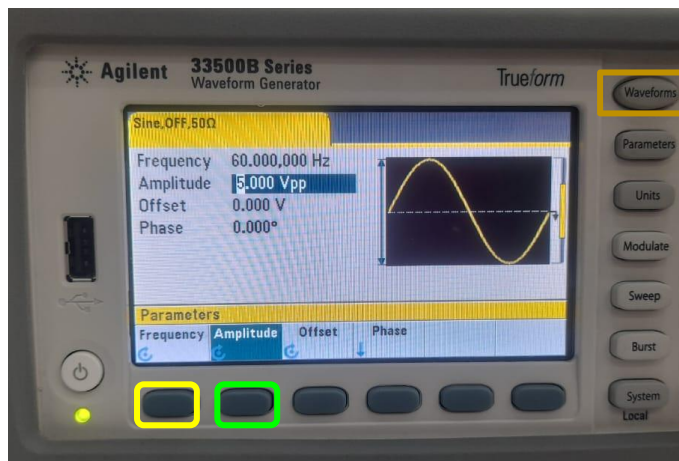 Agilent 33500B Series
Waveform Generator
Trueform
Sine,OFF,50Ω
Frequency 60.000,000 Hz
Amplitude 5.000 Vpp
Offset 0.000 V
Phase 0.000°
Parameters
Frequency Amplitude Offset Phase
Waveforms
Parameters
Units
Modulate
Sweep
Burst
System
Local